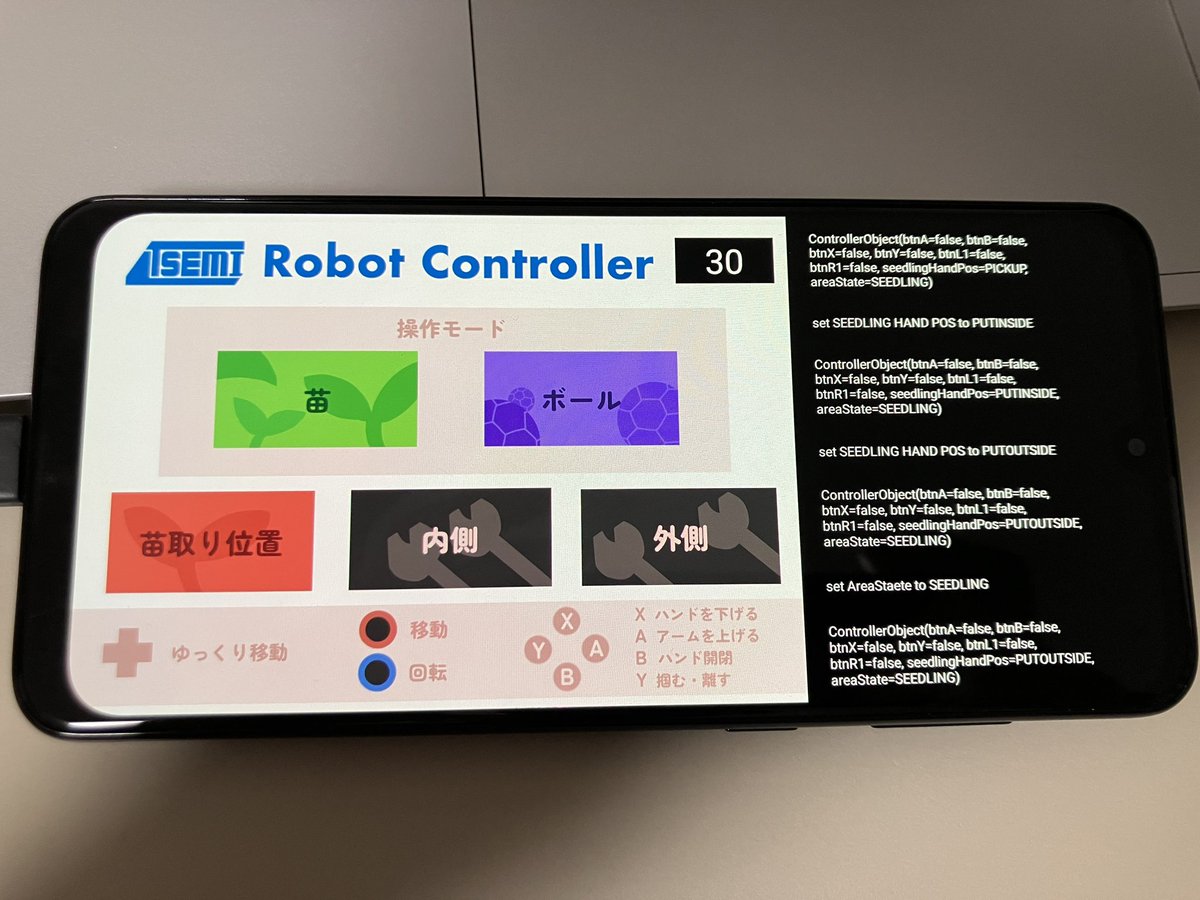 TSEMI Robot Controller
30
操作モード
苗
ボール
苗取り位置
内側
外側
ゆっくり移動
移動
回転
X
Y
A
B
X ハンドを下げる
A アームを上げる
B ハンド開閉
Y 掴む・離す
ControllerObject(btnA=false, btnB=false,
btnX=false, btnY=false, btnL1=false,
btnR1=false, seedlingHandPos=PICKUP,
areaState=SEEDLING)
set SEEDLING HAND POS to PUTINSIDE
ControllerObject(btnA=false, btnB=false,
btnX=false, btnY=false, btnL1=false,
btnR1=false, seedlingHandPos=PUTINSIDE,
areaState=SEEDLING)
set SEEDLING HAND POS to PUTOUTSIDE
ControllerObject(btnA=false, btnB=false,
btnX=false, btnY=false, btnL1=false,
btnR1=false, seedlingHandPos=PUTOUTSIDE,
areaState=SEEDLING)
set AreaStaete to SEEDLING
ControllerObject(btnA=false, btnB=false,
btnX=false, btnY=false, btnL1=false,
btnR1=false, seedlingHandPos=PUTOUTSIDE,
areaState=SEEDLING)